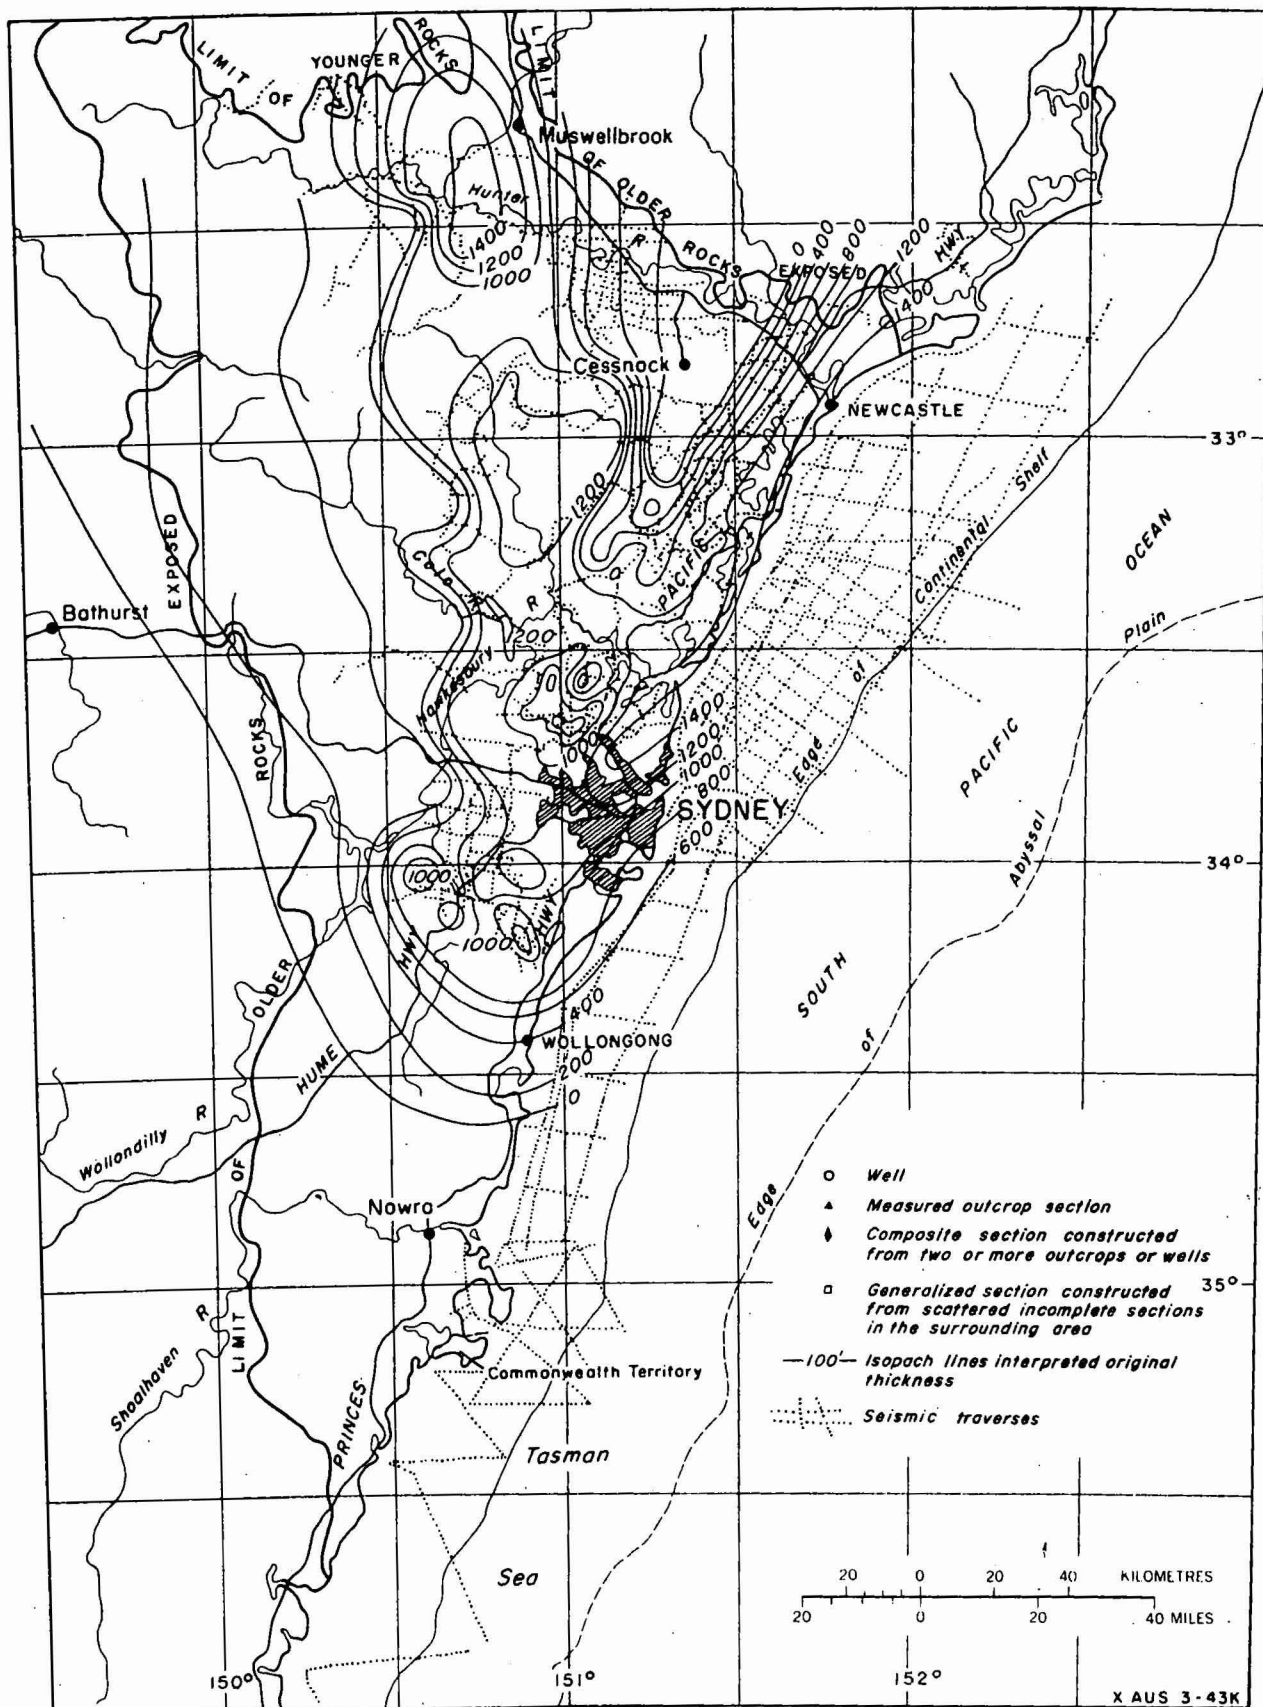 LIMIT
OF
YOUNGER
ROCKS
LIMIT
OF
OLDER
ROCKS
EXPOSED
Muswellbrook
Hunter
R
1400
1200
1000
0
400
800
1200
1400
HWY
Cessnock
NEWCASTLE
33°
1200
PACIFIC
Colo
R
Hawkesbury
Bathurst
EXPOSED
ROCKS
OLDER
OF
LIMIT
1400
1200
1000
800
600
SYDNEY
34°
1000
1000
HWY
HWY
400
WOLLONGONG
200
0
HUME
Wollondilly
R
Nowra
Shoalhaven
R
PRINCES
Commonwealth Territory
Tasman
Sea
Edge
of
Continental
Shelf
SOUTH
PACIFIC
OCEAN
Edge
of
Abyssal
Plain
Well
Measured outcrop section
Composite section constructed
from two or more outcrops or wells
35°
Generalized section constructed
from scattered incomplete sections
in the surrounding area
—100'— Isopach lines interpreted original
thickness
Seismic traverses
20 0 20 40 KILOMETRES
20 0 20 40 MILES
150° 151° 152°
X AUS 3-43K